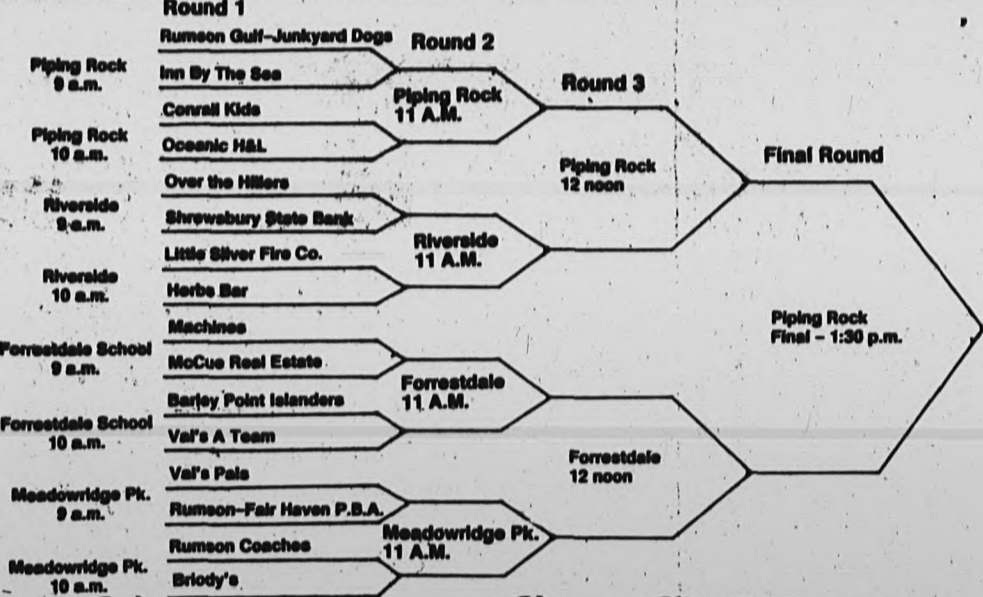 Round 1
Rumson Gulf–Junkyard Dogs
Round 2
Piping Rock
9 a.m.
Inn By The Sea
Round 3
Piping Rock
11 A.M.
Conrail Kids
Piping Rock
10 a.m.
Oceanic H&L
Final Round
Piping Rock
12 noon
Over the Hillers
Riverside
9 a.m.
Shrewsbury State Bank
Riverside
11 A.M.
Little Silver Fire Co.
Riverside
10 a.m.
Herbs Bar
Machines
Piping Rock
Final – 1:30 p.m.
Forrestdale School
9 a.m.
McCue Real Estate
Forrestdale
11 A.M.
Barley Point Islanders
Forrestdale School
10 a.m.
Val's A Team
Forrestdale
12 noon
Val's Pals
Meadowridge Pk.
9 a.m.
Rumson–Fair Haven P.B.A.
Meadowridge Pk.
11 A.M.
Rumson Coaches
Meadowridge Pk.
10 a.m.
Briody's